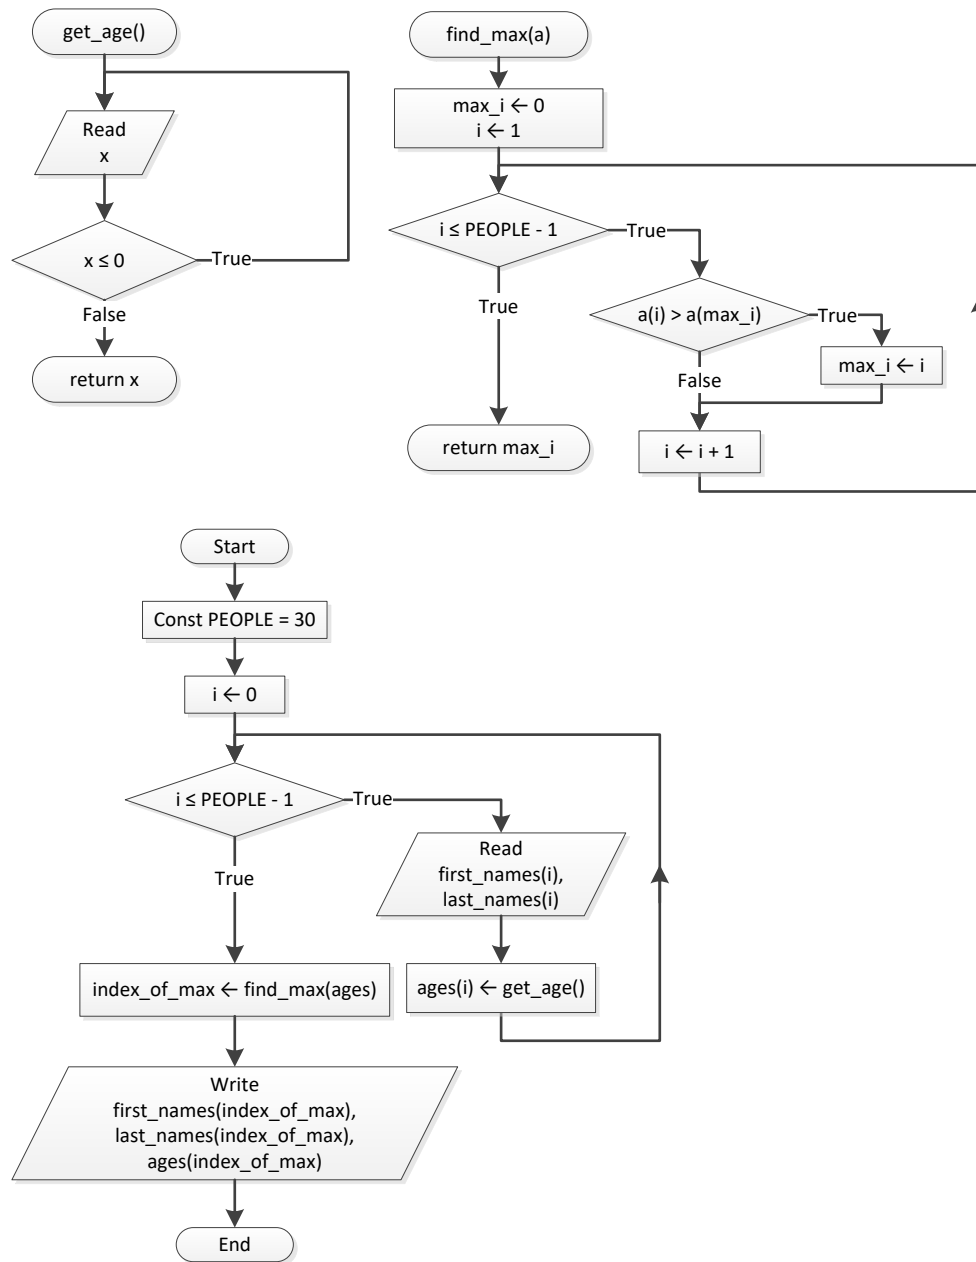 get_age()
Read
x
x ≤ 0
True
False
return x
find_max(a)
max_i ← 0
i ← 1
i ≤ PEOPLE - 1
True
True
a(i) > a(max_i)
True
max_i ← i
False
i ← i + 1
return max_i
Start
Const PEOPLE = 30
i ← 0
i ≤ PEOPLE - 1
True
Read
first_names(i),
last_names(i)
ages(i) ← get_age()
True
index_of_max ← find_max(ages)
Write
first_names(index_of_max),
last_names(index_of_max),
ages(index_of_max)
End